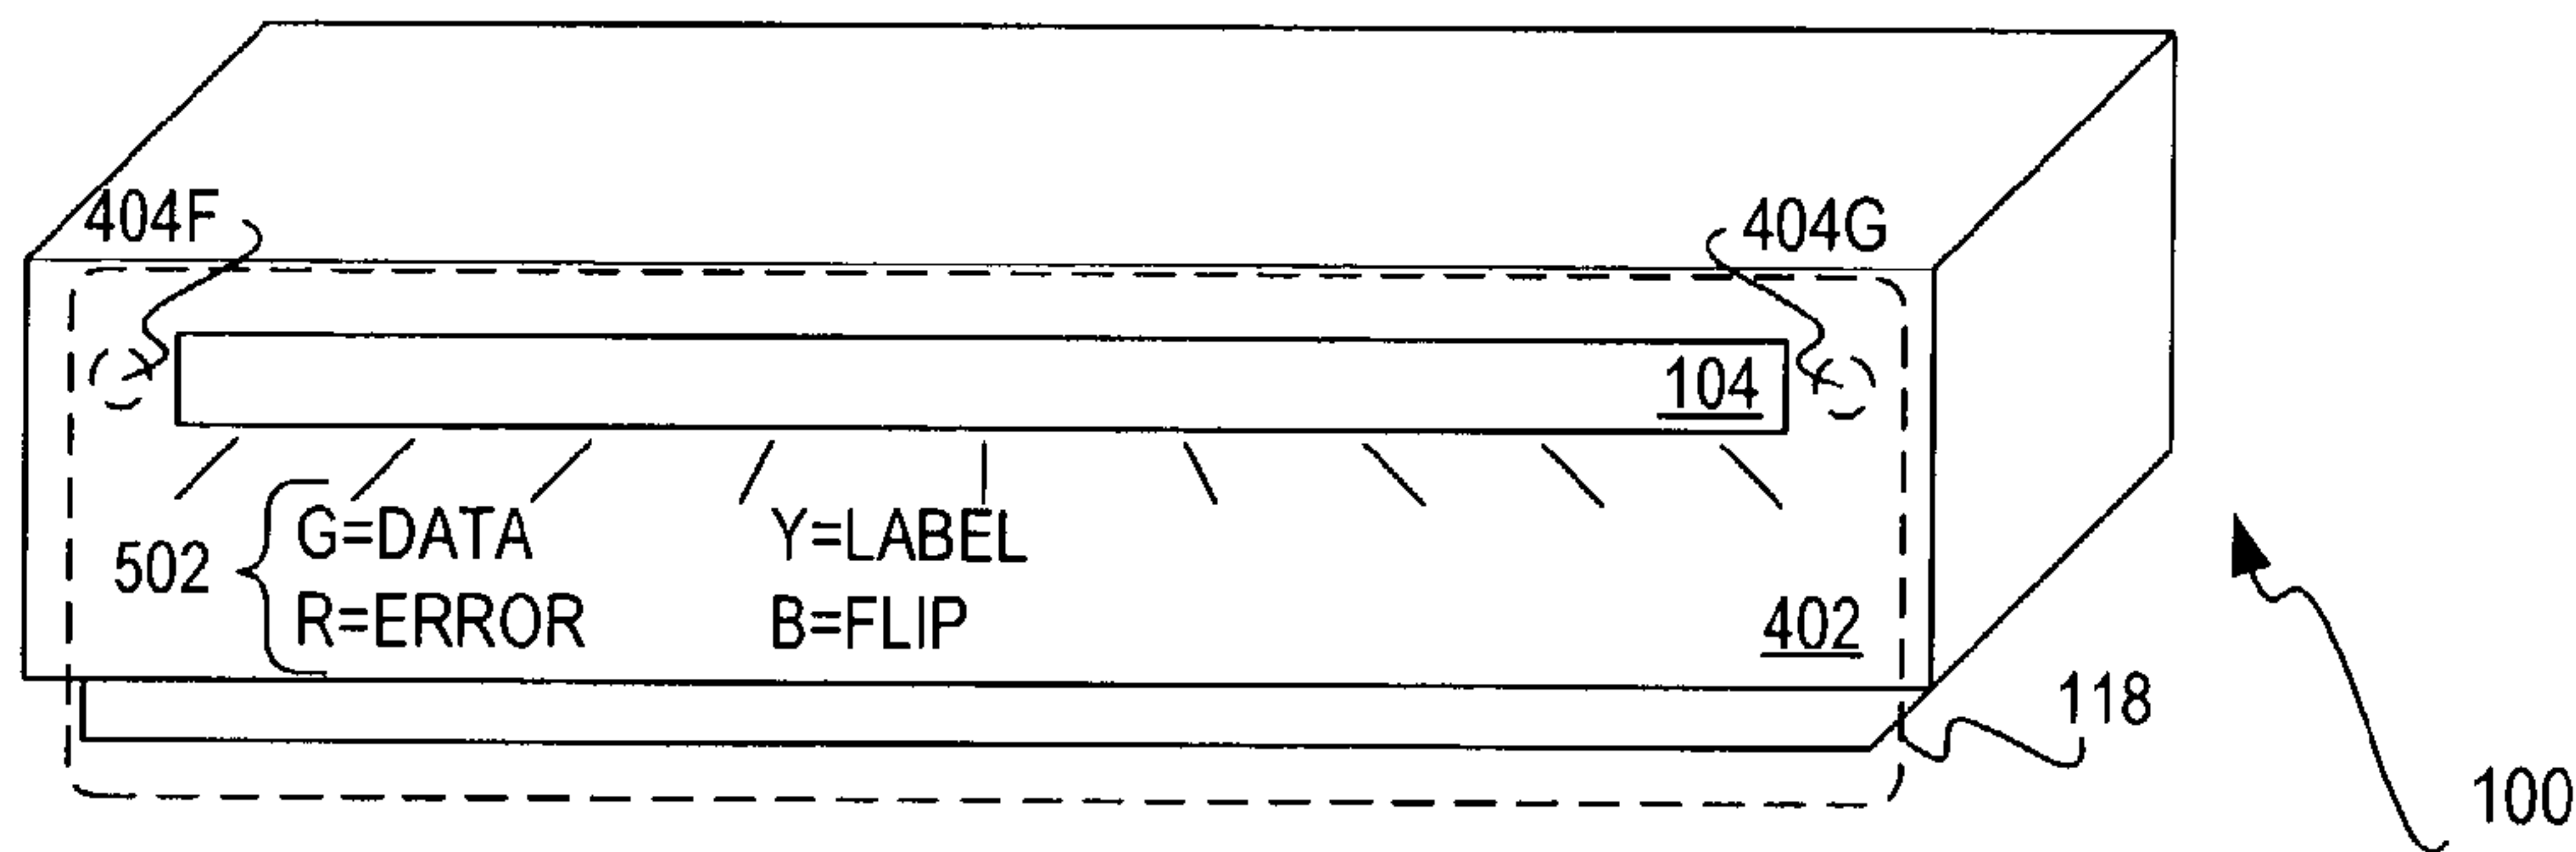 404F
404G
104
502
G=DATA Y=LABEL
R=ERROR B=FLIP
402
118
100